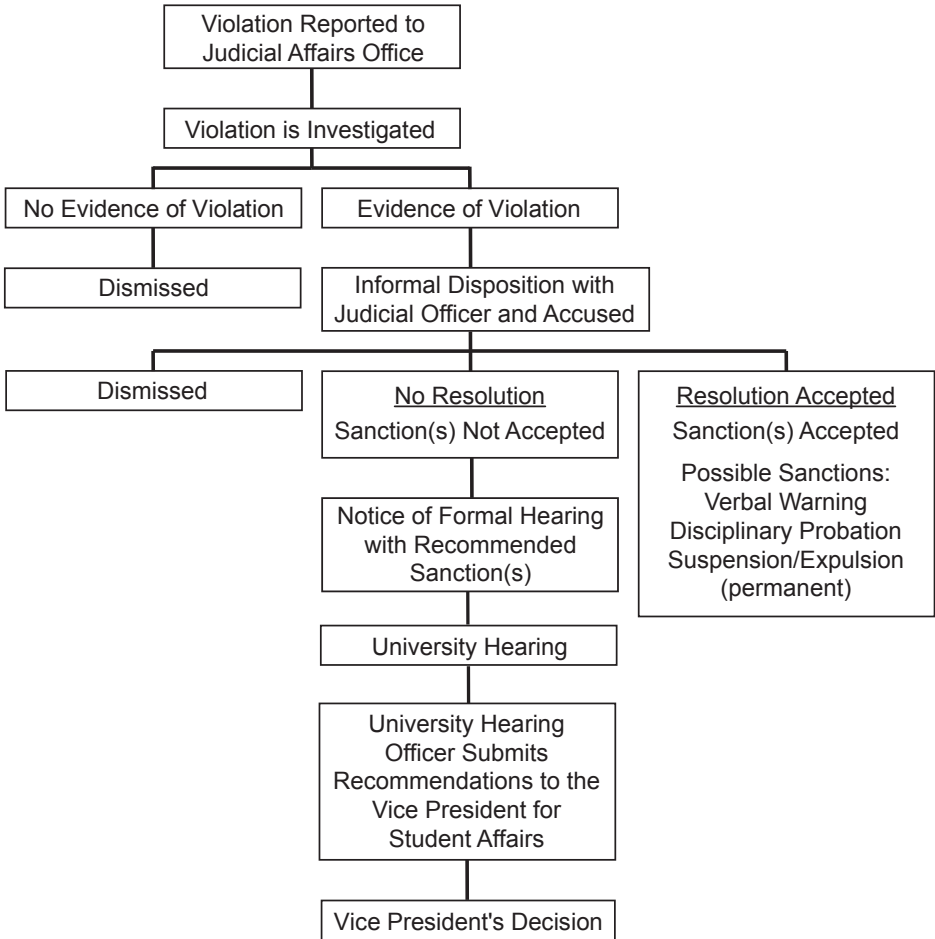 Violation Reported to
Judicial Affairs Office
Violation is Investigated
No Evidence of Violation
Evidence of Violation
Dismissed
Informal Disposition with
Judicial Officer and Accused
Dismissed
No Resolution
Sanction(s) Not Accepted
Resolution Accepted
Sanction(s) Accepted
Possible Sanctions:
Verbal Warning
Disciplinary Probation
Suspension/Expulsion
(permanent)
Notice of Formal Hearing
with Recommended
Sanction(s)
University Hearing
University Hearing
Officer Submits
Recommendations to the
Vice President for
Student Affairs
Vice President's Decision